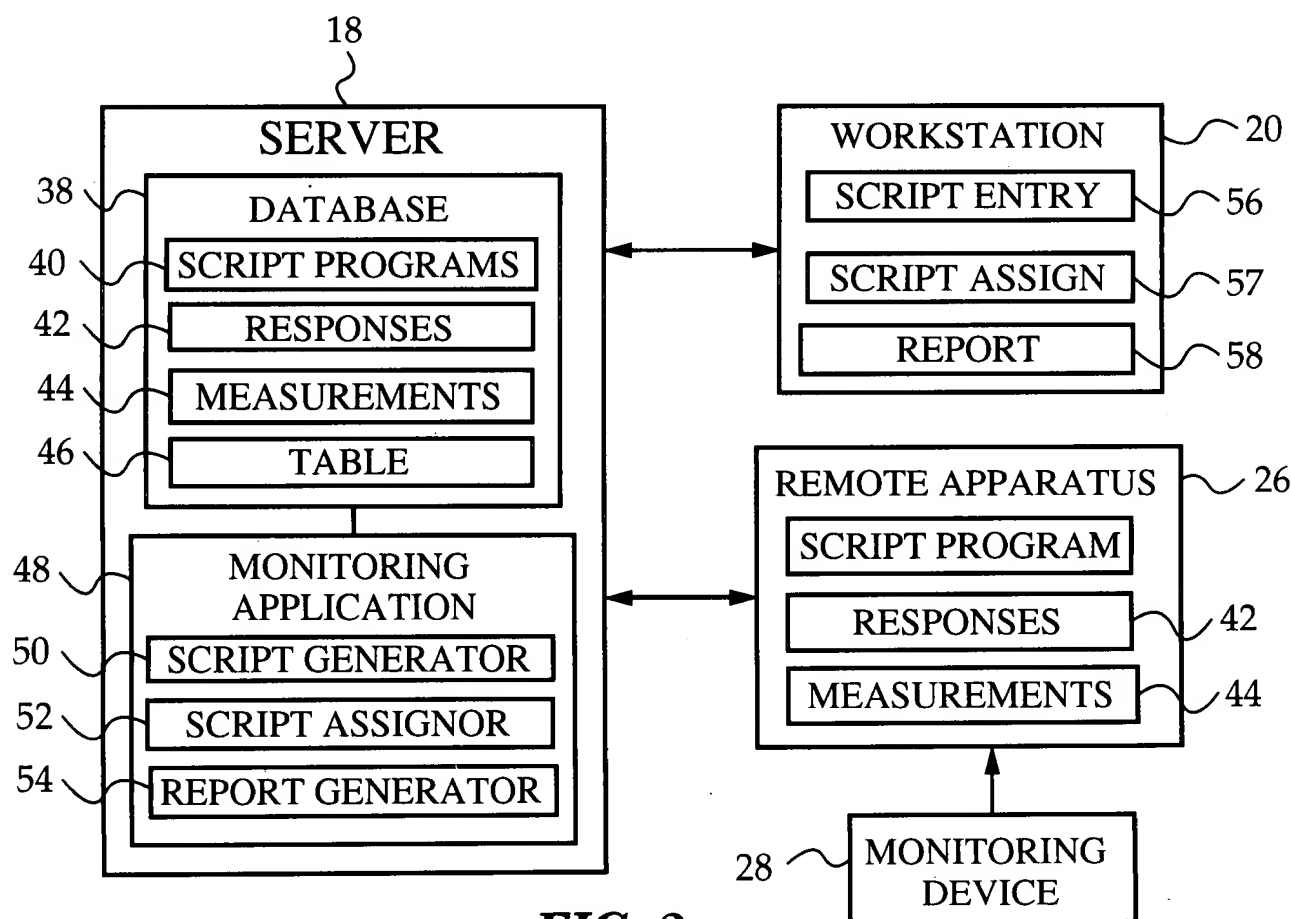 18
SERVER
38
DATABASE
40
SCRIPT PROGRAMS
42
RESPONSES
44
MEASUREMENTS
46
TABLE
48
MONITORING
APPLICATION
50
SCRIPT GENERATOR
52
SCRIPT ASSIGNOR
54
REPORT GENERATOR
WORKSTATION
20
SCRIPT ENTRY
56
SCRIPT ASSIGN
57
REPORT
58
REMOTE APPARATUS
26
SCRIPT PROGRAM
RESPONSES
42
MEASUREMENTS
44
28
MONITORING
DEVICE